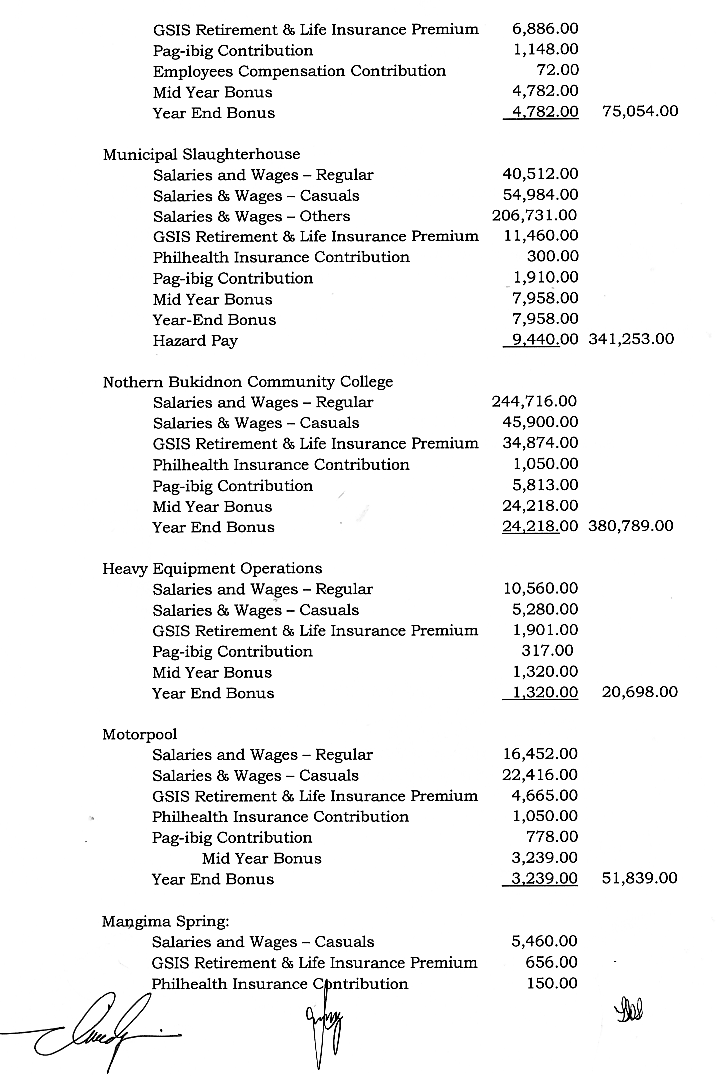 GSIS Retirement & Life Insurance Premium 6,886.00
Pag-ibig Contribution 1,148.00
Employees Compensation Contribution 72.00
Mid Year Bonus 4,782.00
Year End Bonus 4,782.00 75,054.00
Municipal Slaughterhouse
Salaries and Wages – Regular 40,512.00
Salaries & Wages – Casuals 54,984.00
Salaries & Wages – Others 206,731.00
GSIS Retirement & Life Insurance Premium 11,460.00
Philhealth Insurance Contribution 300.00
Pag-ibig Contribution 1,910.00
Mid Year Bonus 7,958.00
Year-End Bonus 7,958.00
Hazard Pay 9,440.00 341,253.00
Nothern Bukidnon Community College
Salaries and Wages – Regular 244,716.00
Salaries & Wages – Casuals 45,900.00
GSIS Retirement & Life Insurance Premium 34,874.00
Philhealth Insurance Contribution 1,050.00
Pag-ibig Contribution 5,813.00
Mid Year Bonus 24,218.00
Year End Bonus 24,218.00 380,789.00
Heavy Equipment Operations
Salaries and Wages – Regular 10,560.00
Salaries & Wages – Casuals 5,280.00
GSIS Retirement & Life Insurance Premium 1,901.00
Pag-ibig Contribution 317.00
Mid Year Bonus 1,320.00
Year End Bonus 1,320.00 20,698.00
Motorpool
Salaries and Wages – Regular 16,452.00
Salaries & Wages – Casuals 22,416.00
GSIS Retirement & Life Insurance Premium 4,665.00
Philhealth Insurance Contribution 1,050.00
Pag-ibig Contribution 778.00
Mid Year Bonus 3,239.00
Year End Bonus 3,239.00 51,839.00
Mangima Spring:
Salaries and Wages – Casuals 5,460.00
GSIS Retirement & Life Insurance Premium 656.00
Philhealth Insurance Contribution 150.00